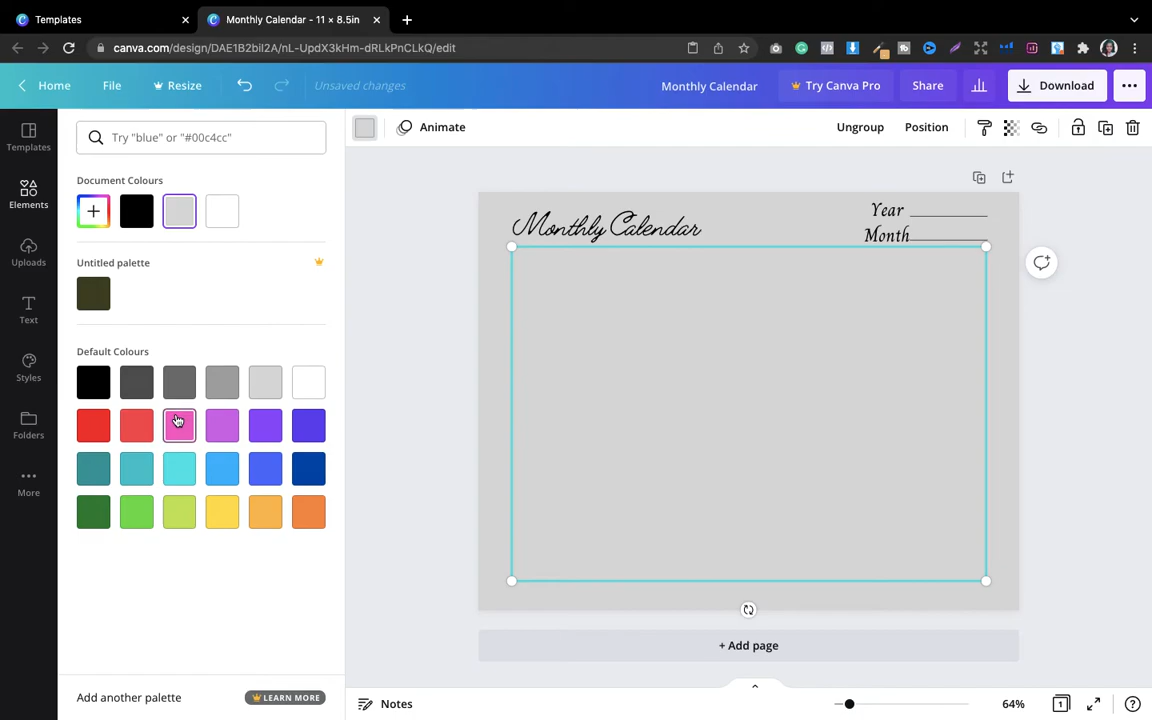 Templates
Monthly Calendar - 11 × 8.5in
canva.com/design/DAE1B2bil2A/nL-UpdX3kHm-dRLkPnCLkQ/edit
Home
File
Resize
Unsaved changes
Monthly Calendar
Try Canva Pro
Share
Download
Templates
Elements
Uploads
Text
Styles
Folders
More
Try "blue" or "#00c4cc"
Document Colours
Untitled palette
Default Colours
Add another palette
LEARN MORE
Animate
Ungroup
Position
Monthly Calendar
Year
Month
+ Add page
Notes
64%
1